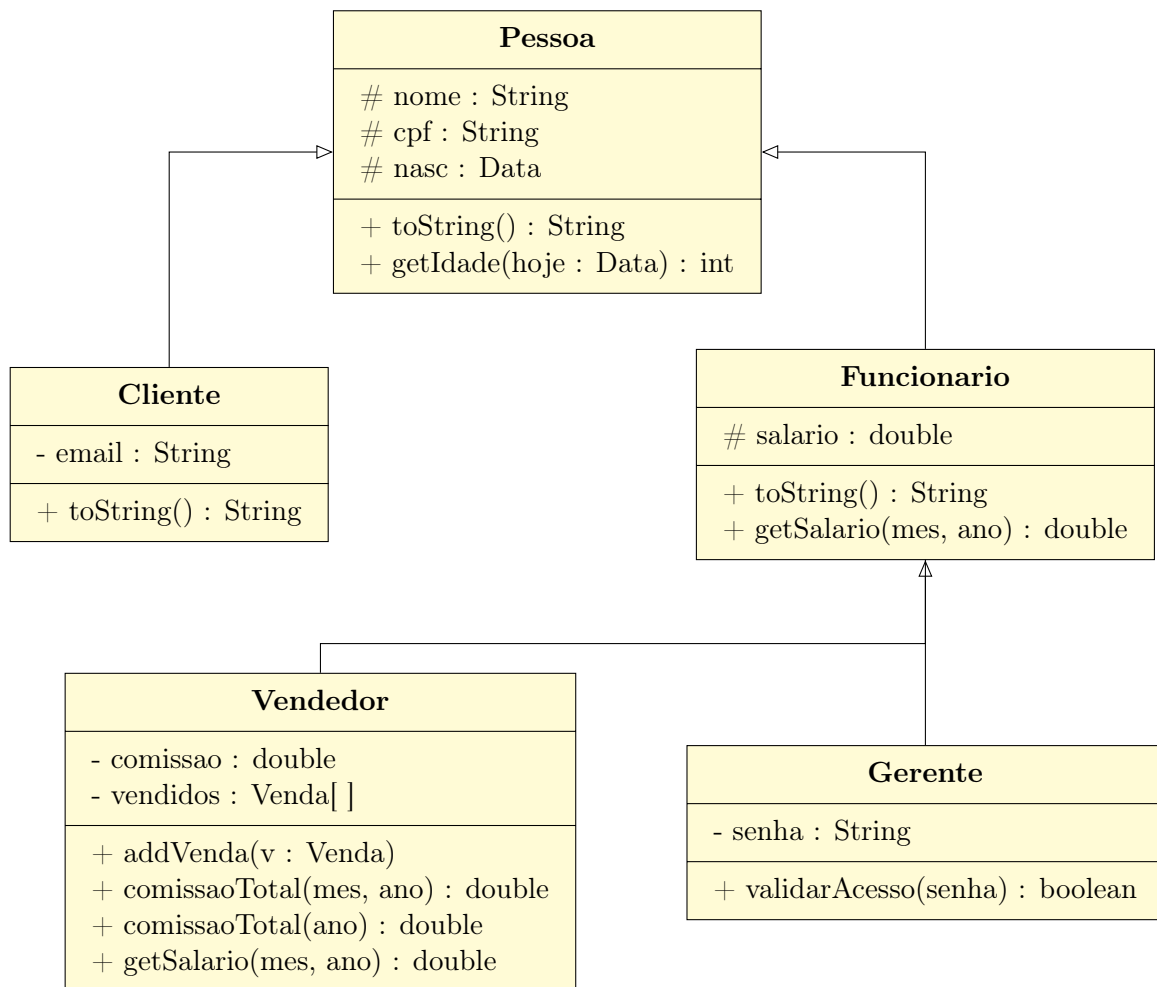 Pessoa
# nome : String
# cpf : String
# nasc : Data
+ toString() : String
+ getIdade(hoje : Data) : int
Cliente
- email : String
+ toString() : String
Funcionario
# salario : double
+ toString() : String
+ getSalario(mes, ano) : double
Vendedor
- comissao : double
- vendidos : Venda[ ]
+ addVenda(v : Venda)
+ comissaoTotal(mes, ano) : double
+ comissaoTotal(ano) : double
+ getSalario(mes, ano) : double
Gerente
- senha : String
+ validarAcesso(senha) : boolean